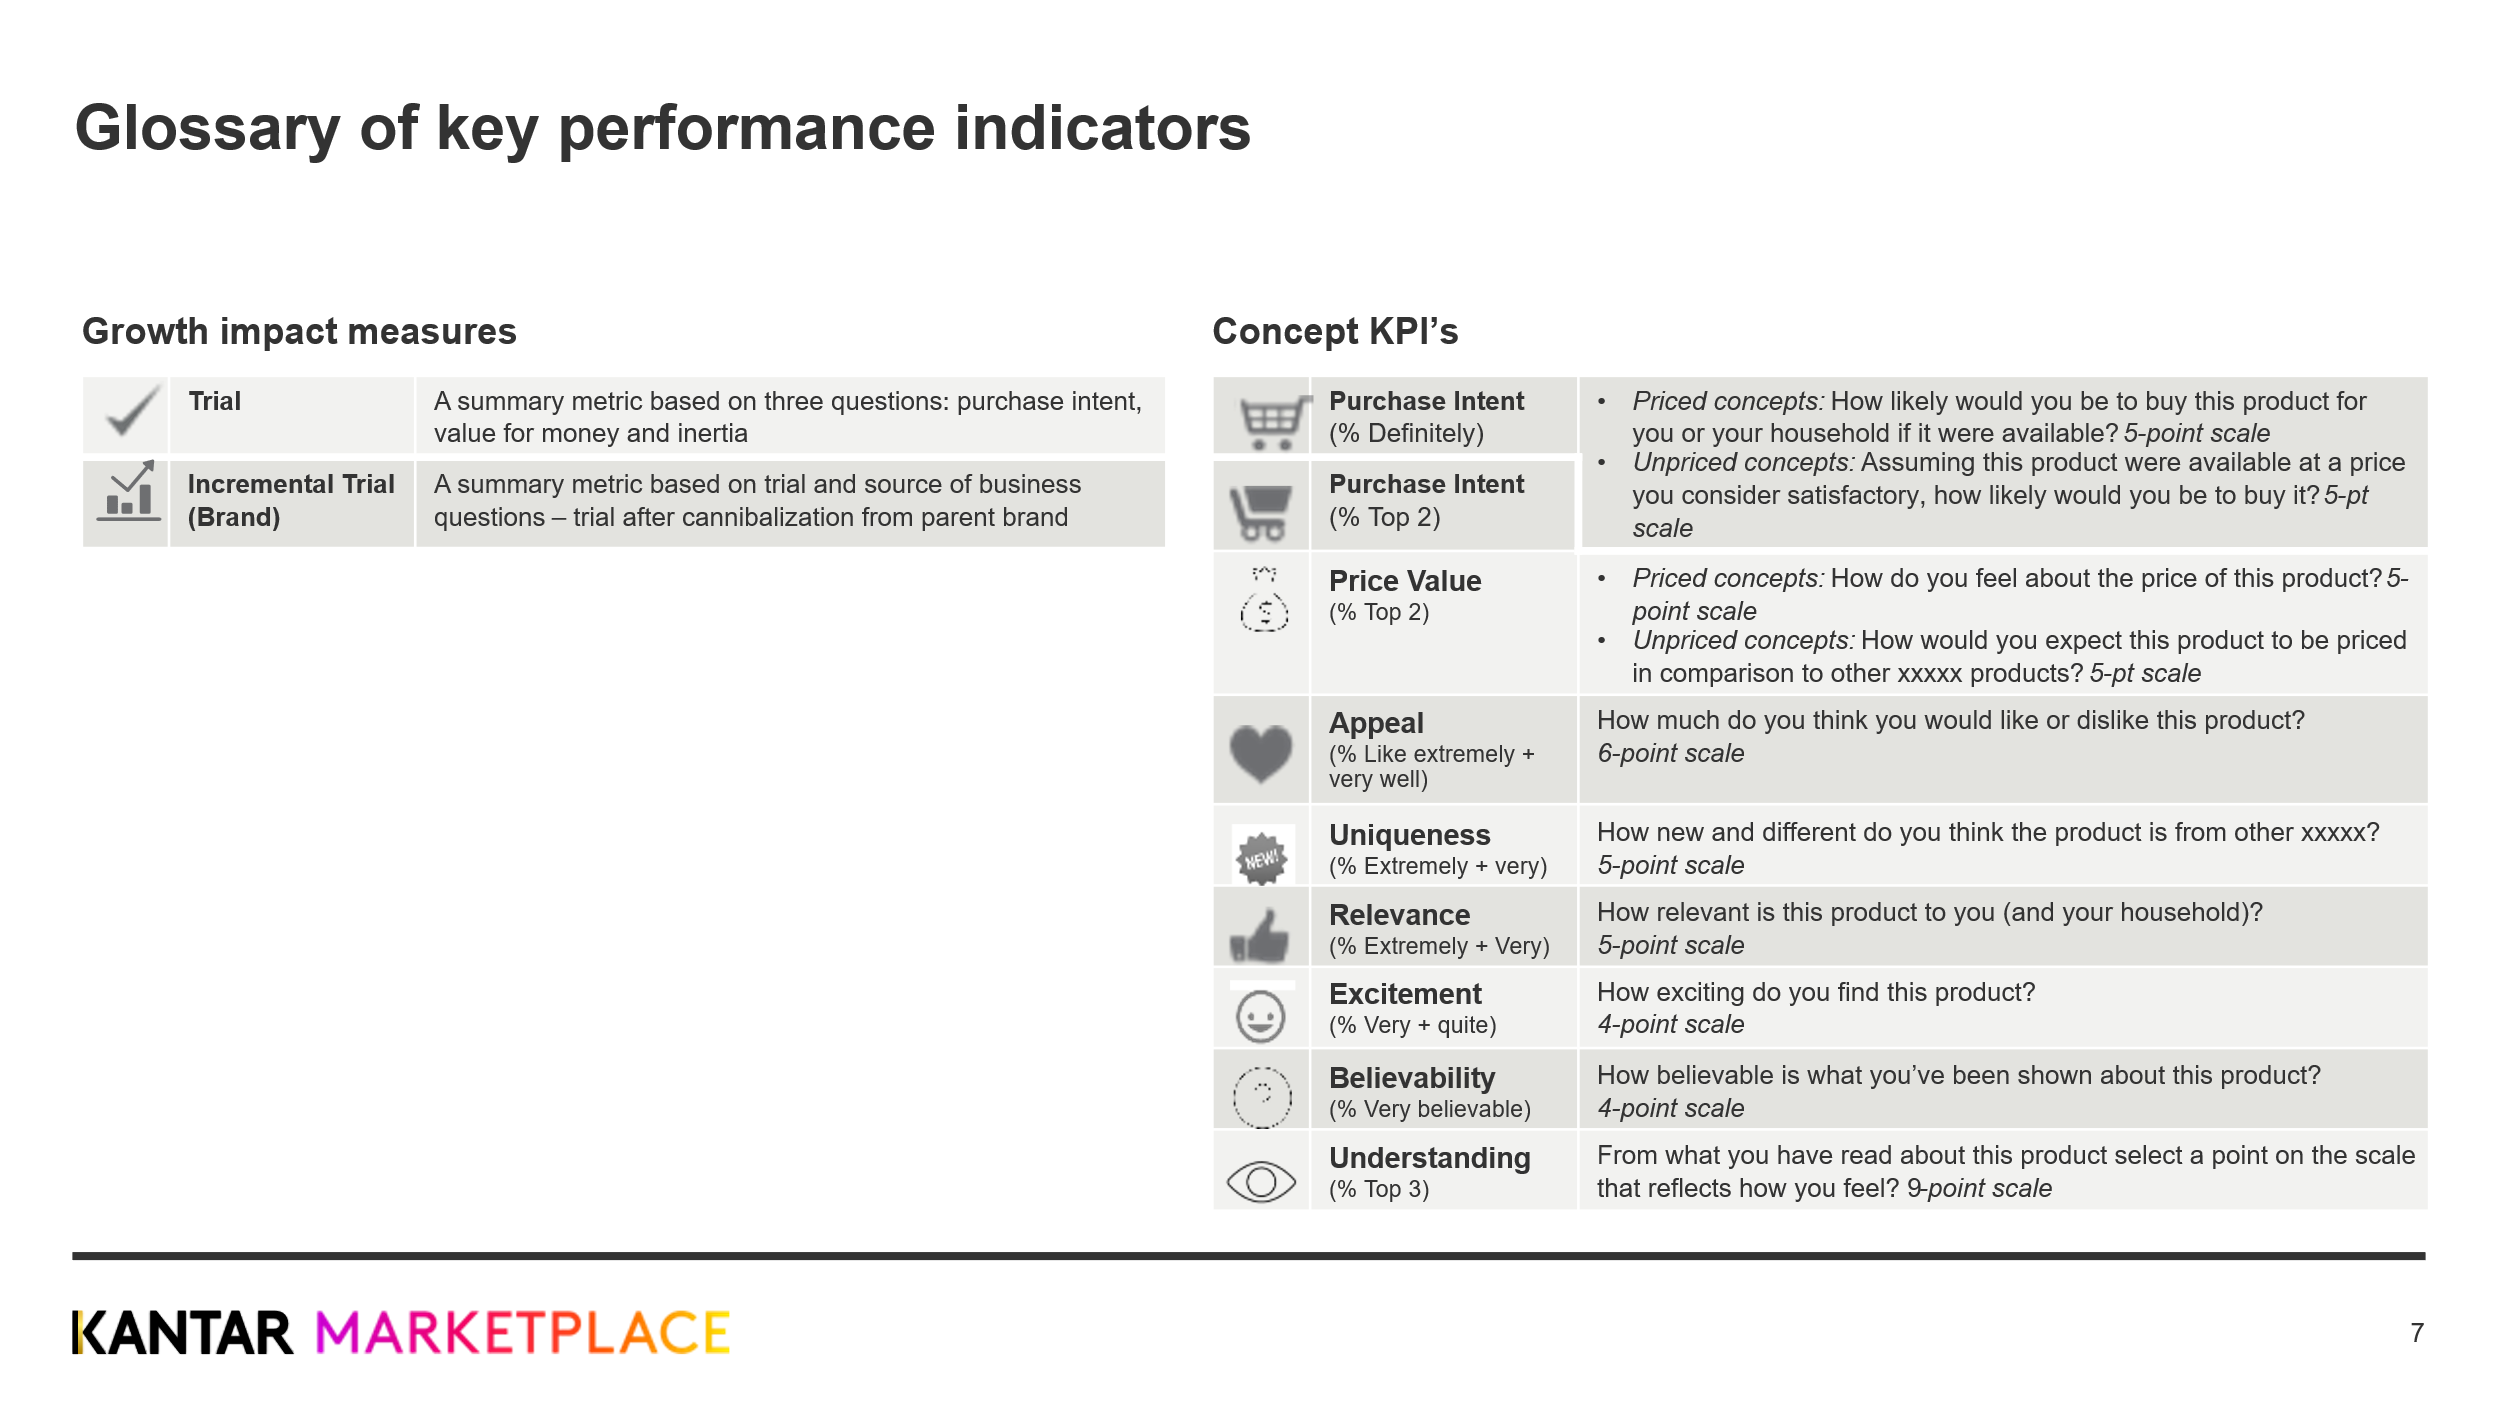 Glossary of key performance indicators
Growth impact measures
Trial
A summary metric based on three questions: purchase intent,
value for money and inertia
Incremental Trial
(Brand)
A summary metric based on trial and source of business
questions – trial after cannibalization from parent brand
Concept KPI’s
Purchase Intent
(% Definitely)
Purchase Intent
(% Top 2)
• Priced concepts: How likely would you be to buy this product for
you or your household if it were available? 5-point scale
• Unpriced concepts: Assuming this product were available at a price
you consider satisfactory, how likely would you be to buy it? 5-pt
scale
Price Value
(% Top 2)
• Priced concepts: How do you feel about the price of this product? 5-
point scale
• Unpriced concepts: How would you expect this product to be priced
in comparison to other xxxxx products? 5-pt scale
Appeal
(% Like extremely +
very well)
How much do you think you would like or dislike this product?
6-point scale
NEW!
Uniqueness
(% Extremely + very)
How new and different do you think the product is from other xxxxx?
5-point scale
Relevance
(% Extremely + Very)
How relevant is this product to you (and your household)?
5-point scale
Excitement
(% Very + quite)
How exciting do you find this product?
4-point scale
Believability
(% Very believable)
How believable is what you’ve been shown about this product?
4-point scale
Understanding
(% Top 3)
From what you have read about this product select a point on the scale
that reflects how you feel? 9-point scale
KANTAR MARKETPLACE
7